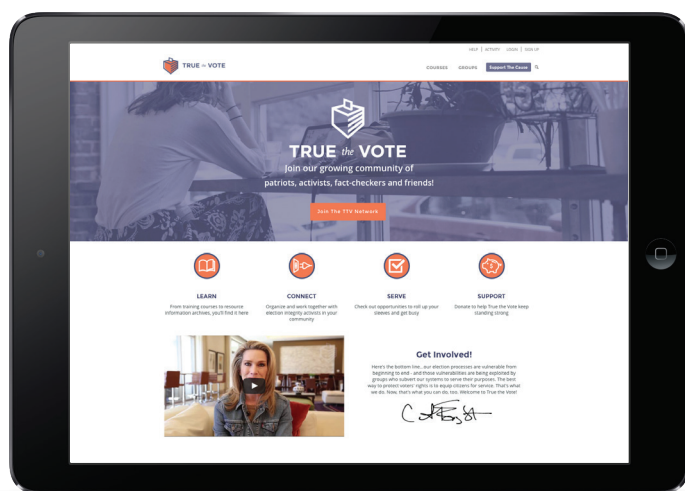 HELP | ACTIVITY LOGIN | SIGN UP
TRUE the VOTE
COURSES GROUPS Support The Cause
TRUE the VOTE
Join our growing community of
patriots, activists, fact-checkers and friends!
Join The TTV Network
LEARN
From training courses to resource
information archives, you'll find it here
CONNECT
Organize and work together with
election integrity activists in your
community
SERVE
Check out opportunities to roll up your
sleeves and get busy
SUPPORT
Donate to help True the Vote keep
standing strong
Get Involved!
Here's the bottom line.. our election processes are vulnerable from
beginning to end - and those vulnerabilities are being exploited by
groups who subvert our systems to serve their purposes. The best
way to protect voters' rights is to equip citizens for service. That's what
we do. Now, that's what you can do, too. Welcome to True the Vote!